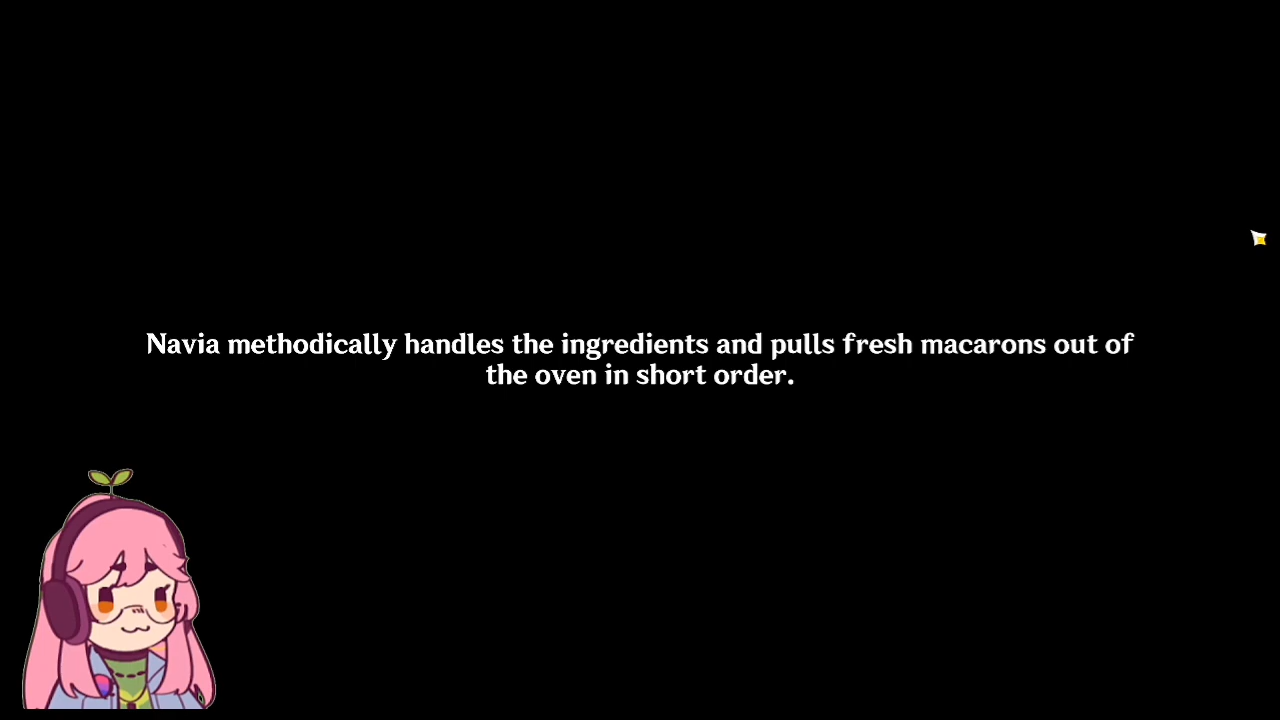 Navia methodically handles the ingredients and pulls fresh macarons out of
the oven in short order.